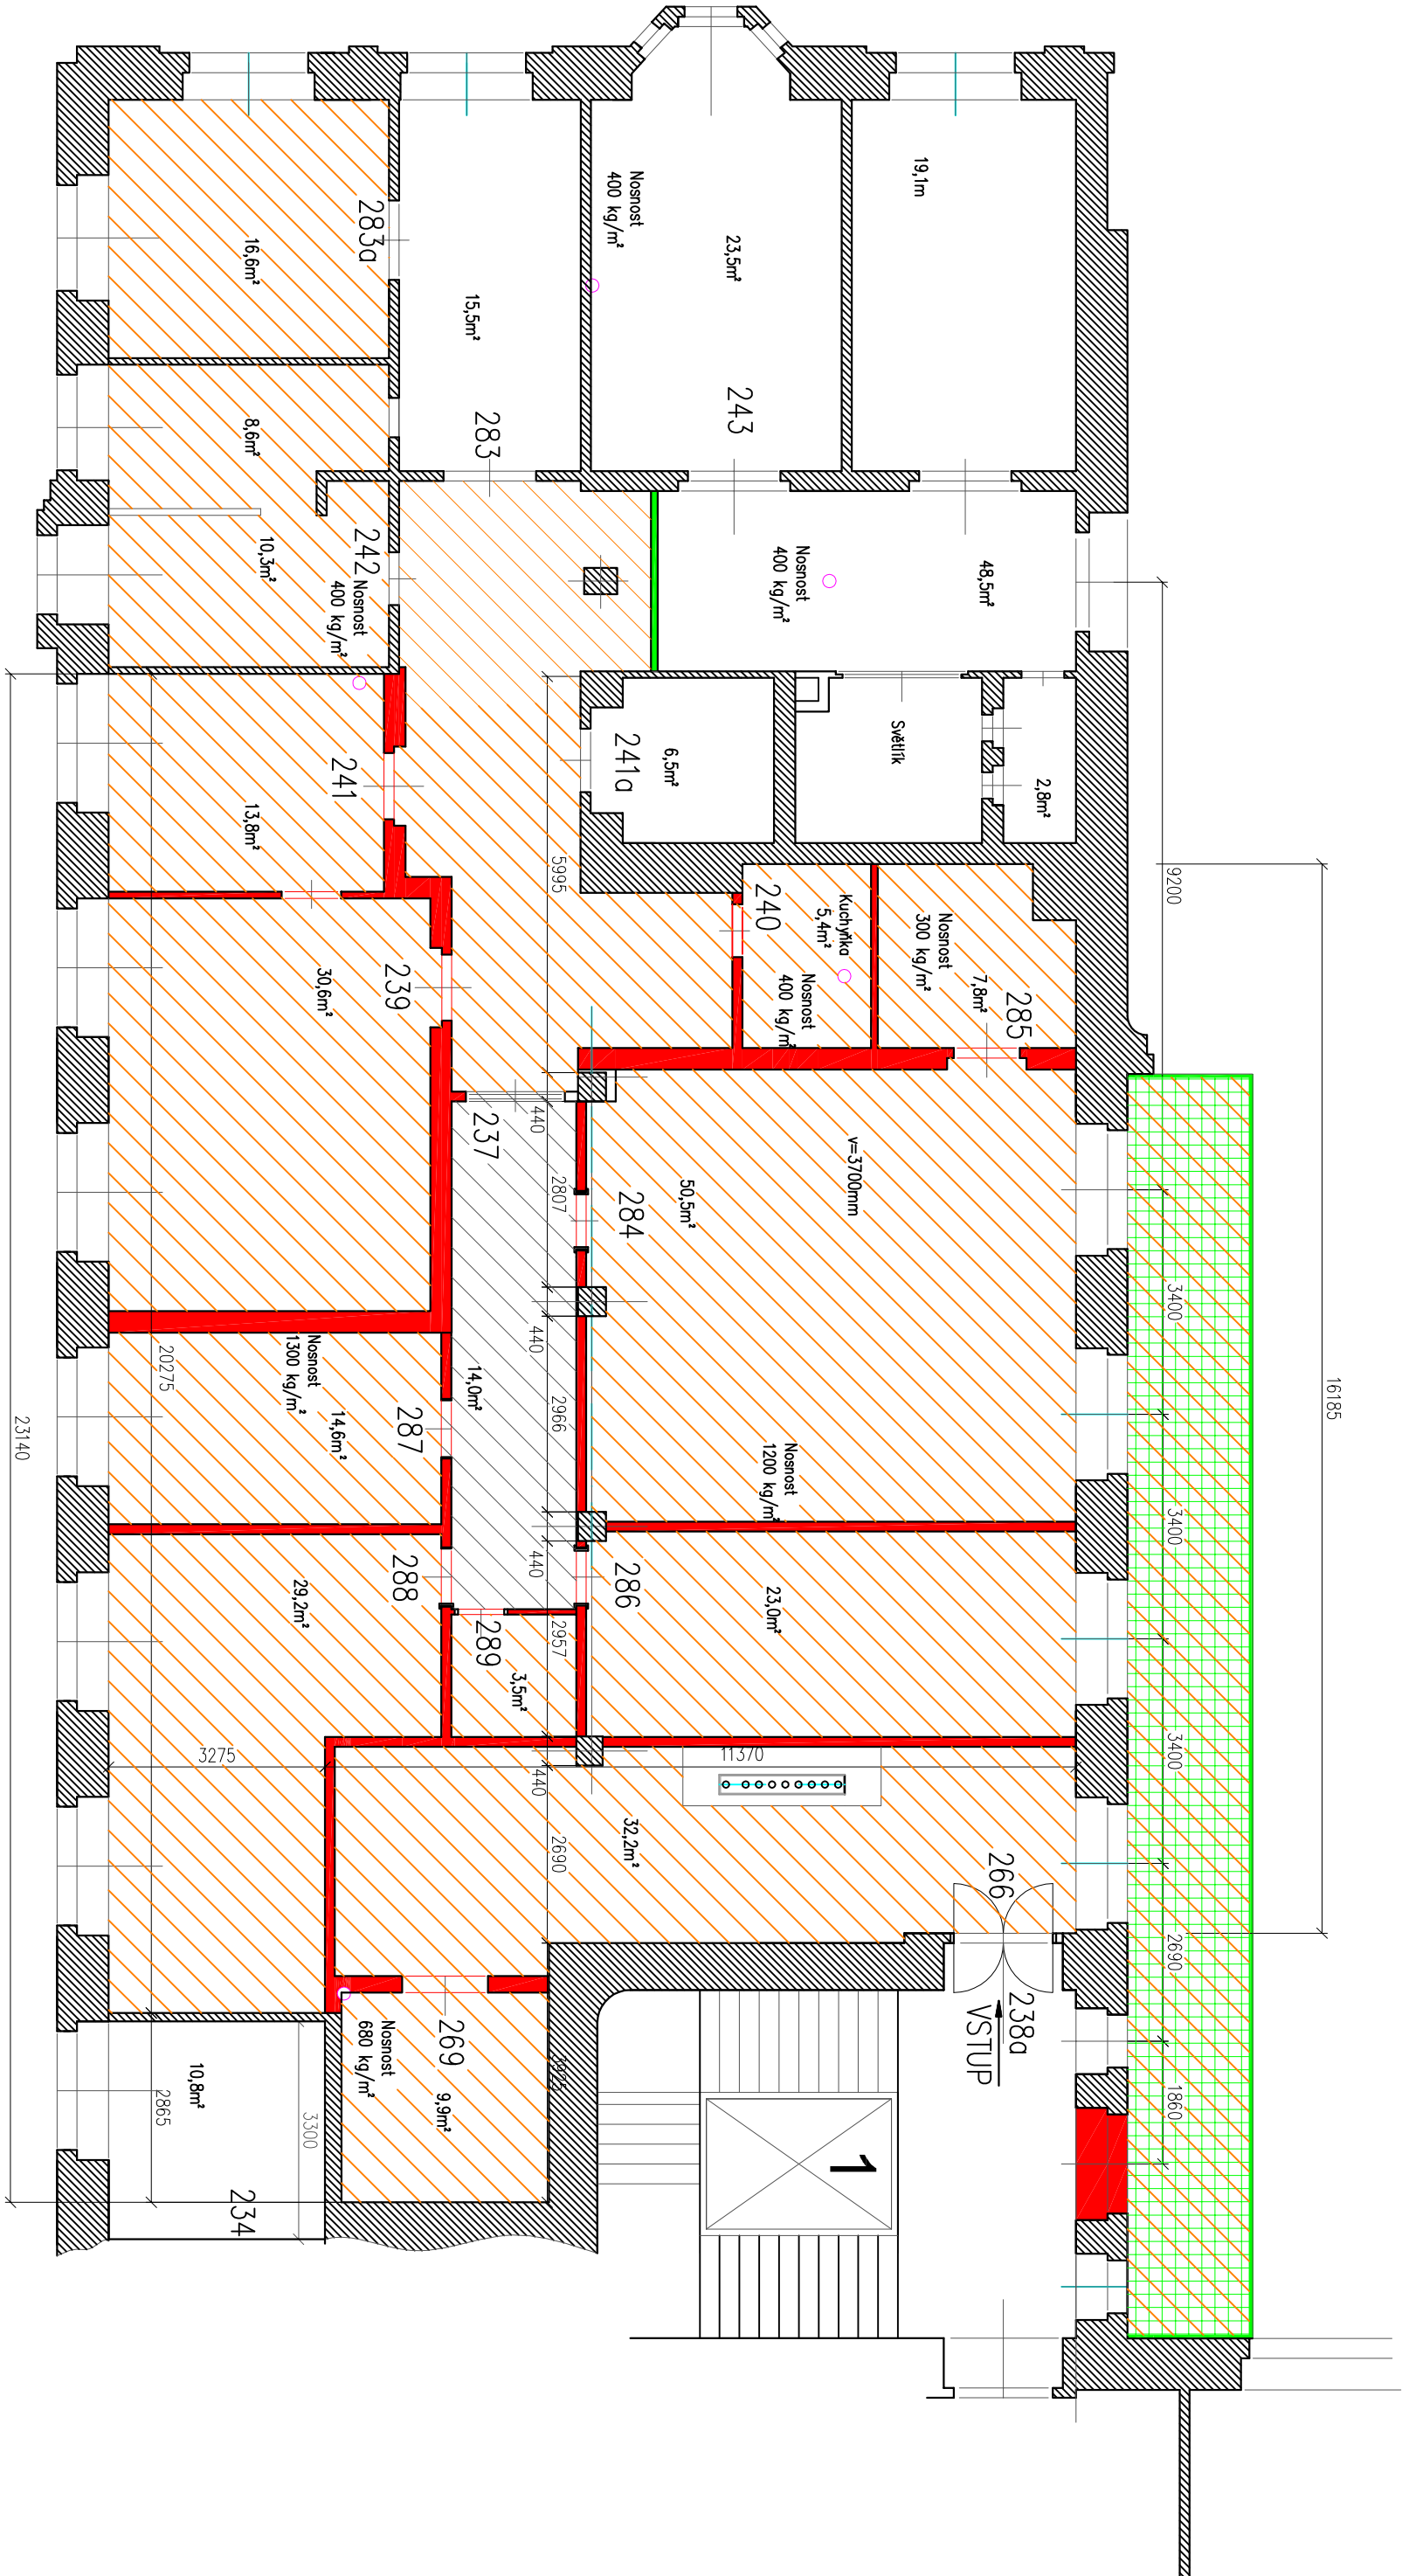 19,1m
Nosnost
400 kg/m²
23,5m²
243
283a
16,6m²
15,5m²
283
8,6m²
10,3m²
242
Nosnost
400 kg/m²
Nosnost
400 kg/m²
48,5m²
9200
241
13,8m²
241a
6,5m²
Světlík
2,8m²
5995
240
Kuchyňka
5,4m²
Nosnost
400 kg/m²
Nosnost
300 kg/m²
7,8m²
285
239
30,6m²
237
440
2807
284
50,5m²
v=3700mm
3400
16185
20275
23140
Nosnost
1300 kg/m²
14,6m²
287
14,0m²
440
2966
Nosnost
1200 kg/m²
3400
288
29,2m²
289
3,5m²
440
2957
286
23,0m²
3400
3275
11370
440
2690
32,2m²
266
2690
238a
VSTUP
1860
269
9,9m²
Nosnost
680 kg/m²
10,8m²
2865
3300
234
1